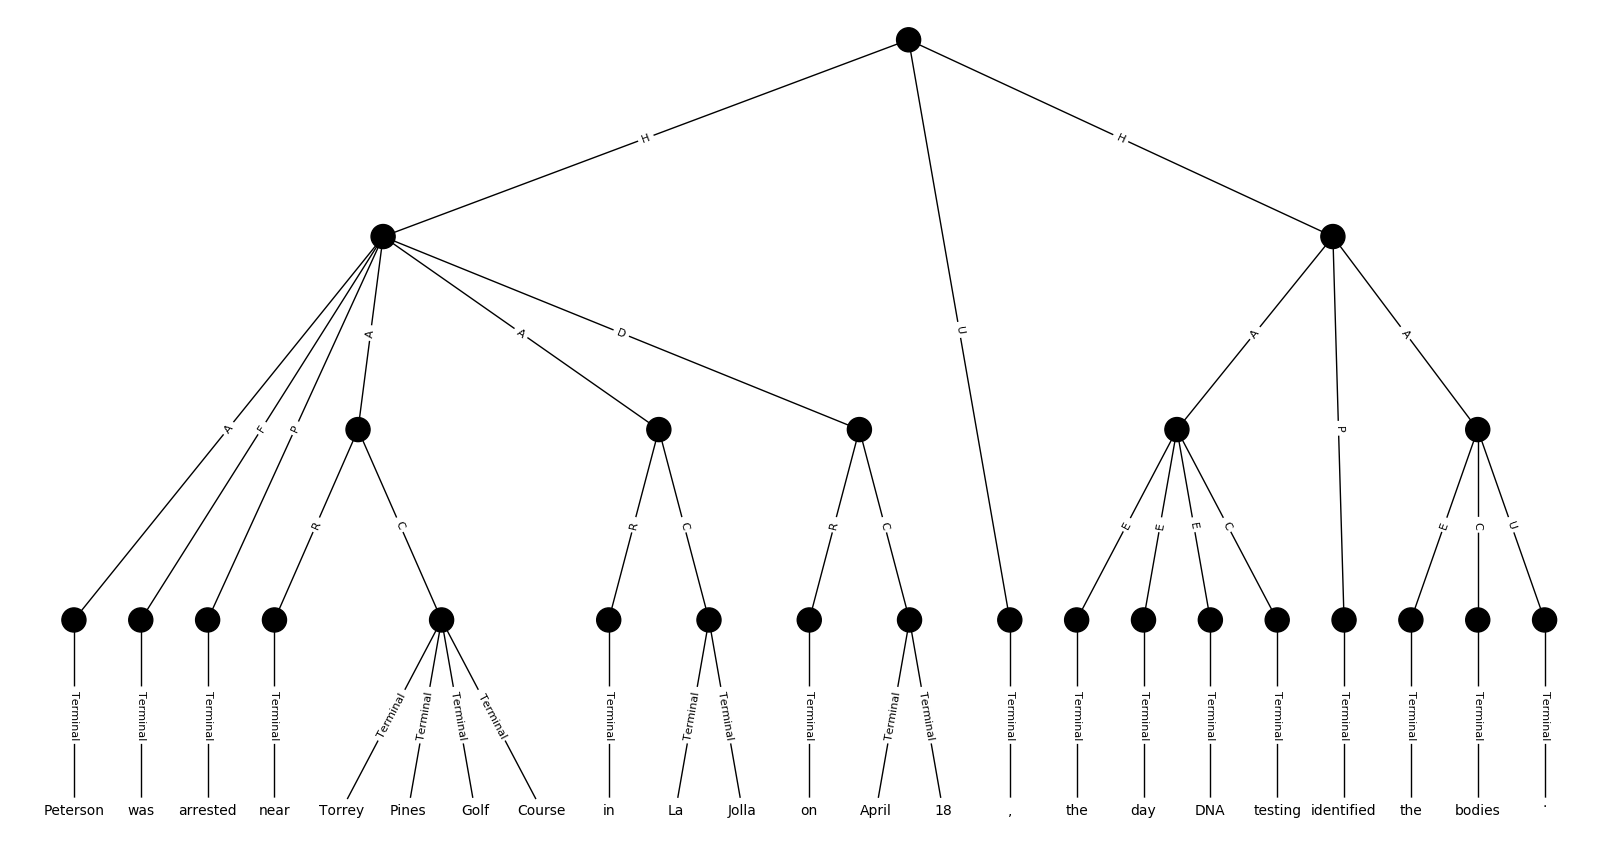 H H
U
A A D A A
A F P P
R C R C R C E E E C E C U
Terminal Terminal Terminal Terminal Terminal Terminal Terminal Terminal Terminal Terminal Terminal Terminal Terminal Terminal Terminal Terminal Terminal Terminal Terminal Terminal Terminal Terminal Terminal
Peterson was arrested near Torrey Pines Golf Course in La Jolla on April 18 , the day DNA testing identified the bodies .